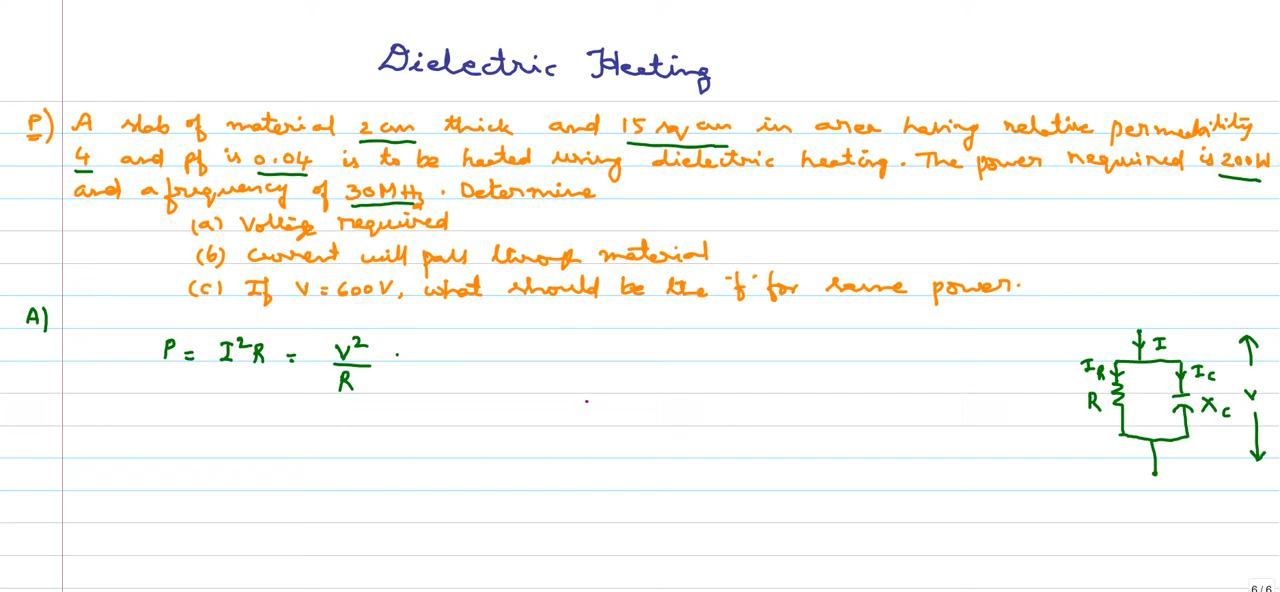 Dielectric Heating
P) A slab of material 2 cm thick and 15 sq cm in area having relative permeability
4 and pf is 0.04 is to be heated using dielectric heating. The power required is 200W
and a frequency of 30MHz. Determine
(a) Voltage required
(b) Current will pass through material
(c) If V = 600V, what should be the 'f' for same power.
A)
P = I²R = V²/R .
I
I_R
I_C
R
X_C
V
6/6